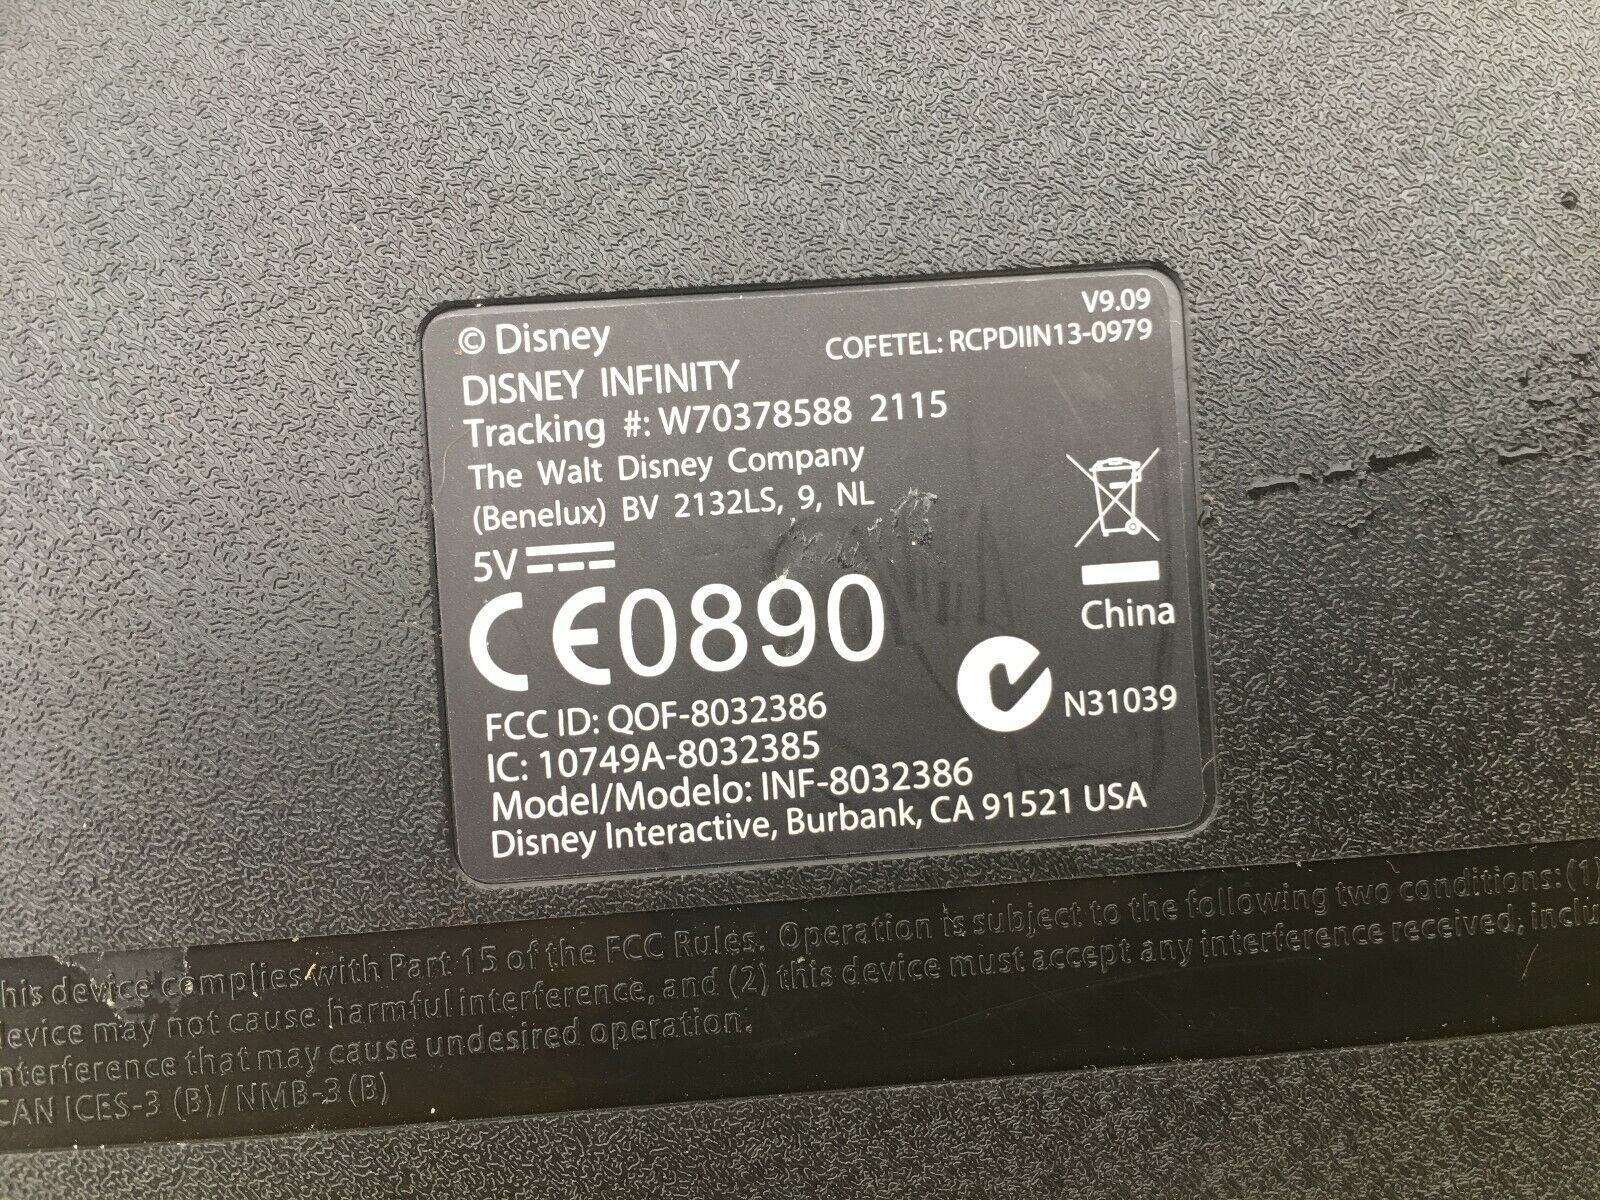 © Disney
V9.09
COFETEL: RCPDIIN13-0979
DISNEY INFINITY
Tracking #: W70378588 2115
The Walt Disney Company
(Benelux) BV 2132LS, 9, NL
5V
CE0890
China
N31039
FCC ID: QOF-8032386
IC: 10749A-8032385
Model/Modelo: INF-8032386
Disney Interactive, Burbank, CA 91521 USA
his device complies with Part 15 of the FCC Rules. Operation is subject to the following two conditions: (1)
evice may not cause harmful interference, and (2) this device must accept any interference received, inclu
nterference that may cause undesired operation.
CAN ICES-3 (B)/ NMB-3 (B)